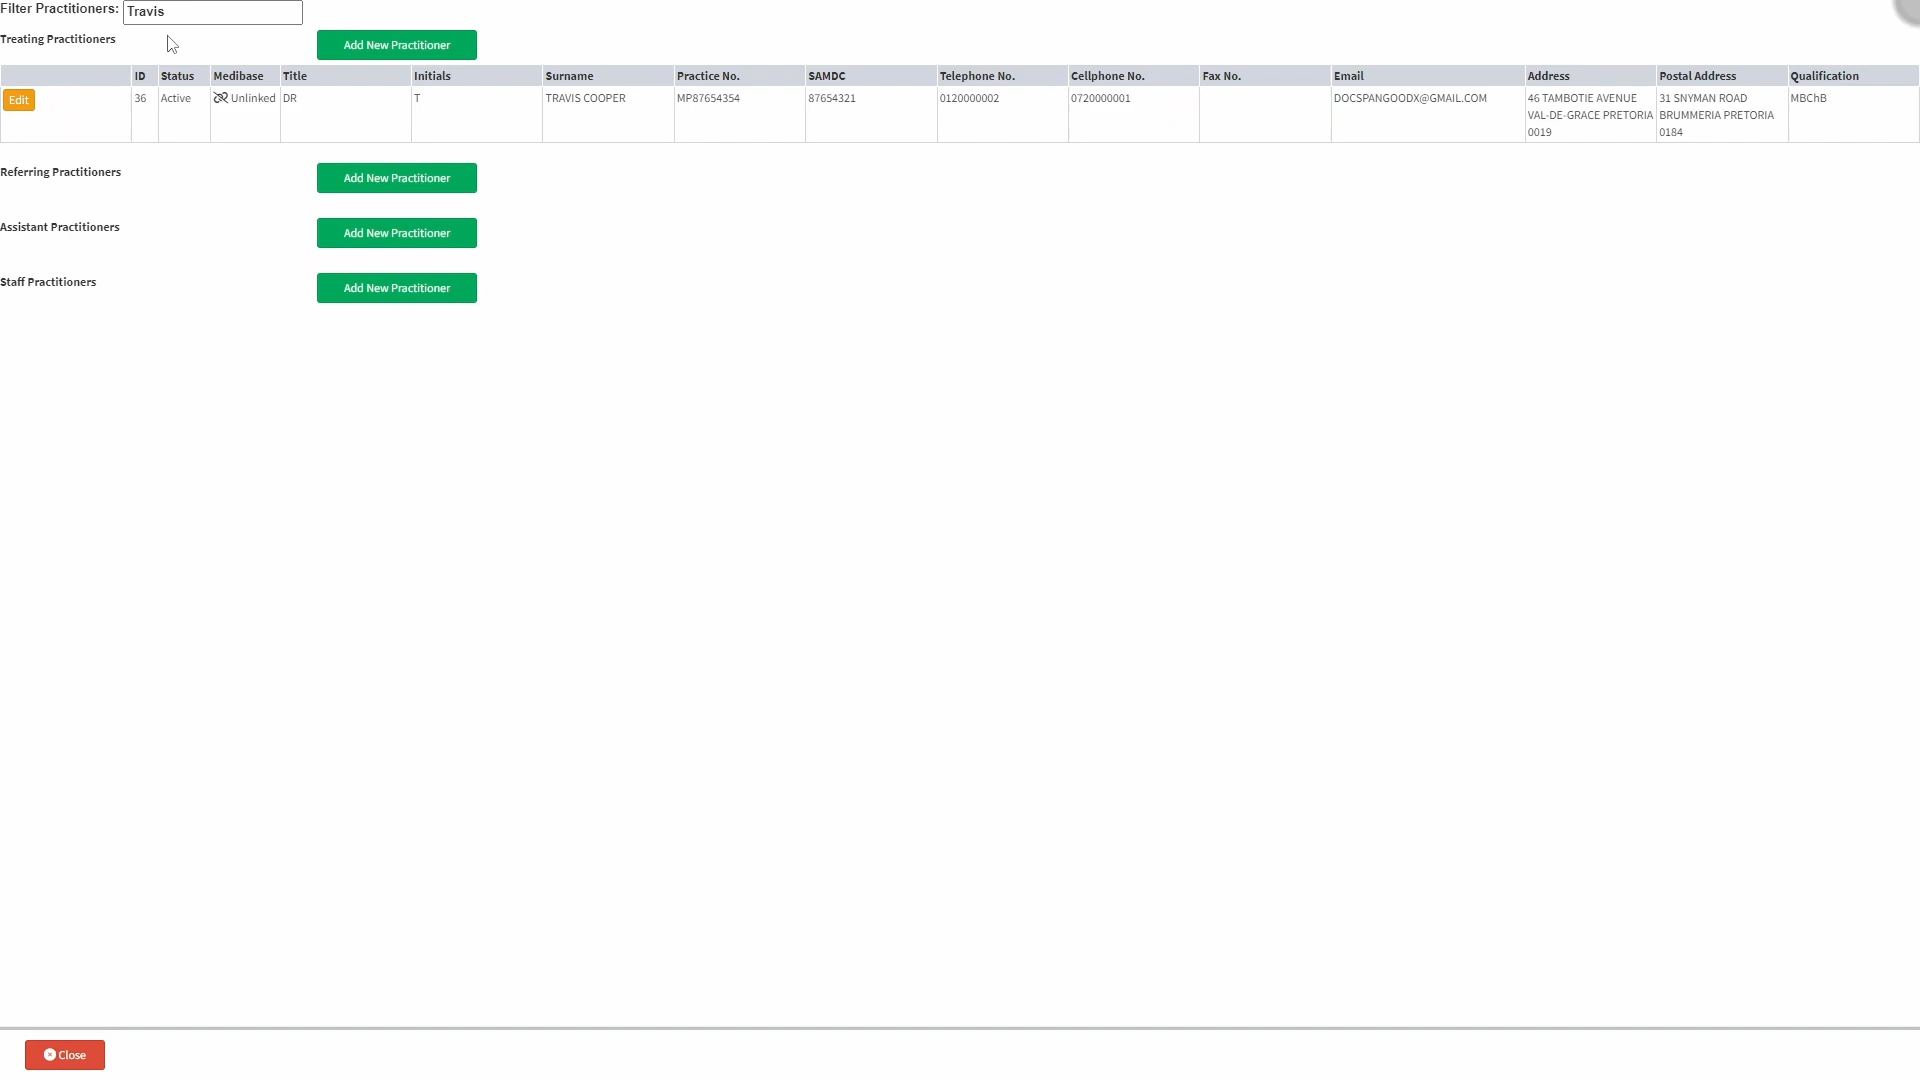 Filter Practitioners: Travis
Treating Practitioners Add New Practitioner
ID Status Medibase Title Initials Surname Practice No. SAMDC Telephone No. Cellphone No. Fax No. Email Address Postal Address Qualification
Edit 36 Active Unlinked DR T TRAVIS COOPER MP87654354 87654321 0120000002 0720000001 DOCSPANGOODX@GMAIL.COM 46 TAMBOTIE AVENUE 31 SNYMAN ROAD MBChB
VAL-DE-GRACE PRETORIA BRUMMERIA PRETORIA
0019 0184
Referring Practitioners Add New Practitioner
Assistant Practitioners Add New Practitioner
Staff Practitioners Add New Practitioner
Close